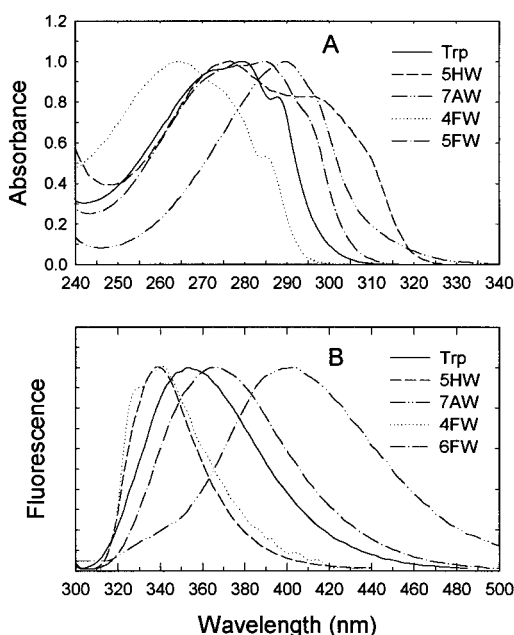 A
Trp
5HW
7AW
4FW
5FW
Absorbance
1.0
0.8
0.6
0.4
0.2
0.0
240 250 260 270 280 290 300 310 320 330 340
B
Trp
5HW
7AW
4FW
6FW
Fluorescence
300 320 340 360 380 400 420 440 460 480 500
Wavelength (nm)